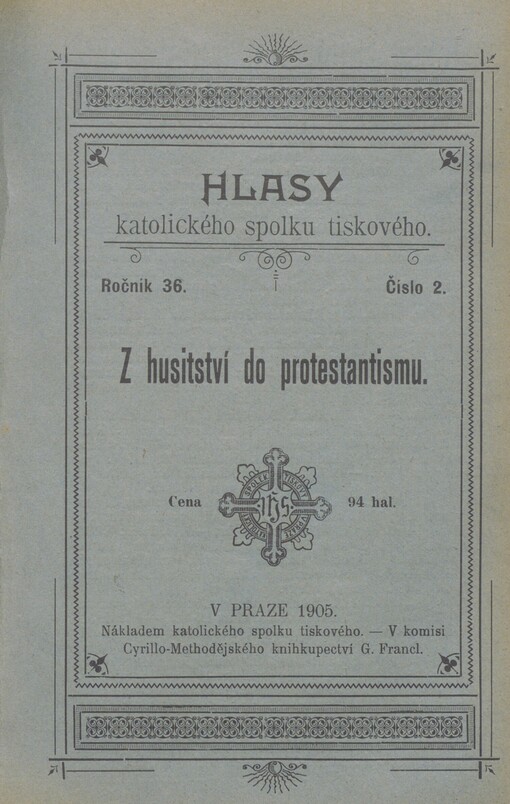 HLASY
katolického spolku tiskového.
Ročník 36. Číslo 2.
Z husitství do protestantismu.
Cena 94 hal.
IHS
V PRAZE 1905.
Nákladem katolického spolku tiskového. — V komisi
Cyrillo-Methodějského knihkupectví G. Francl.